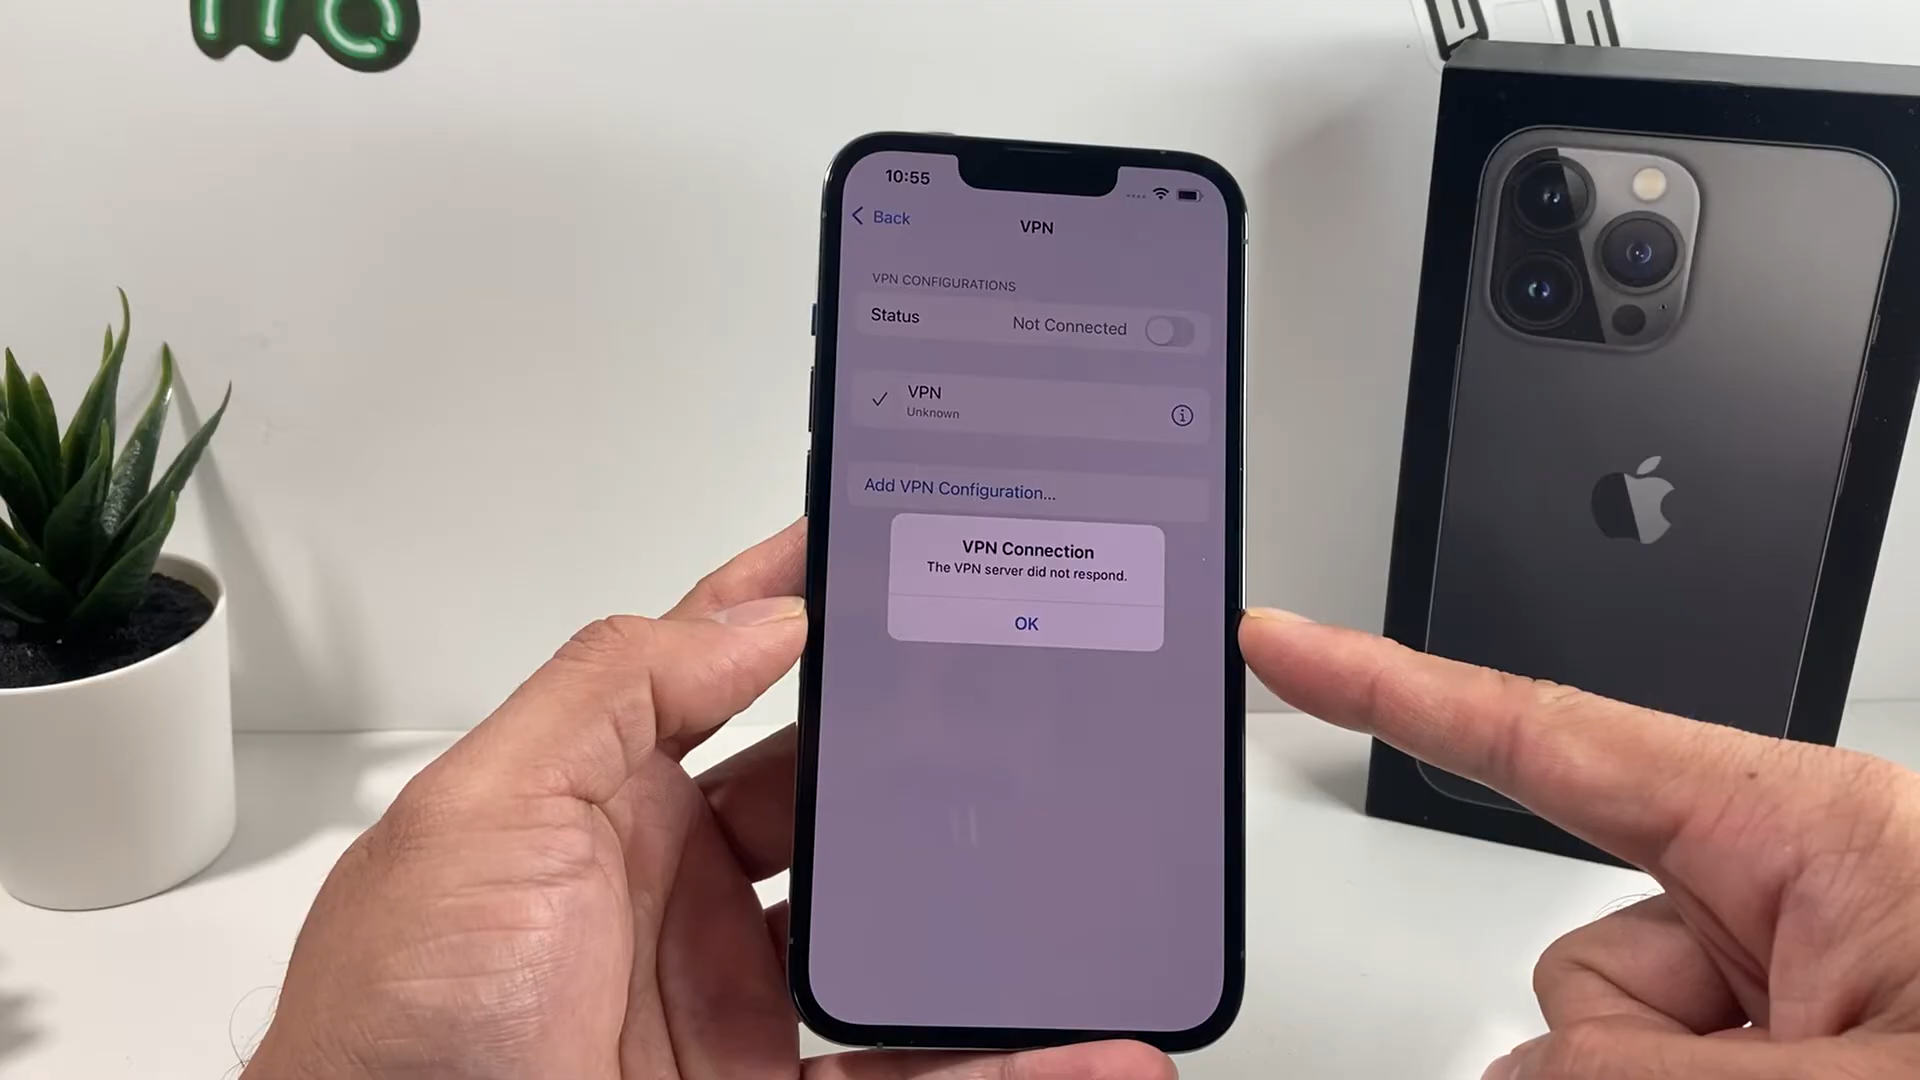 10:55
Back
VPN
VPN CONFIGURATIONS
Status
Not Connected
VPN
Unknown
Add VPN Configuration...
VPN Connection
The VPN server did not respond.
OK